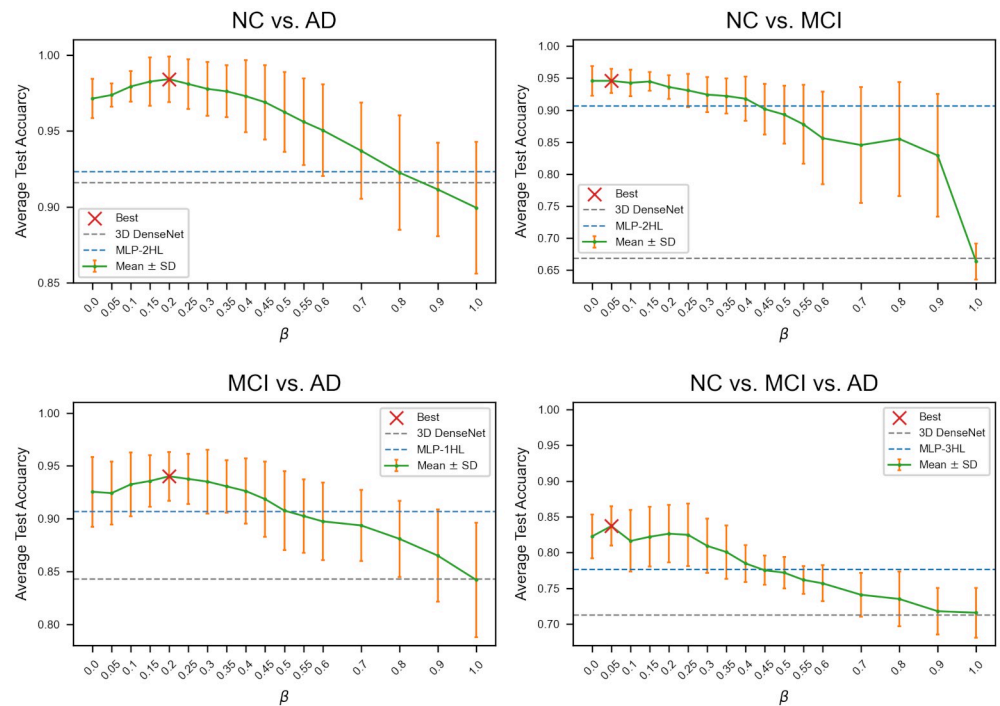 NC vs. AD
Average Test Accuarcy
1.00
0.95
0.90
0.85
Best
3D DenseNet
MLP-2HL
Mean ± SD
0.0 0.05 0.1 0.15 0.2 0.25 0.3 0.35 0.4 0.45 0.5 0.55 0.6 0.7 0.8 0.9 1.0
β
NC vs. MCI
Average Test Accuarcy
1.00
0.95
0.90
0.85
0.80
0.75
0.70
0.65
Best
3D DenseNet
MLP-2HL
Mean ± SD
0.0 0.05 0.1 0.15 0.2 0.25 0.3 0.35 0.4 0.45 0.5 0.55 0.6 0.7 0.8 0.9 1.0
β
MCI vs. AD
Average Test Accuarcy
1.00
0.95
0.90
0.85
0.80
Best
3D DenseNet
MLP-1HL
Mean ± SD
0.0 0.05 0.1 0.15 0.2 0.25 0.3 0.35 0.4 0.45 0.5 0.55 0.6 0.7 0.8 0.9 1.0
β
NC vs. MCI vs. AD
Average Test Accuarcy
1.00
0.95
0.90
0.85
0.80
0.75
0.70
Best
3D DenseNet
MLP-3HL
Mean ± SD
0.0 0.05 0.1 0.15 0.2 0.25 0.3 0.35 0.4 0.45 0.5 0.55 0.6 0.7 0.8 0.9 1.0
β